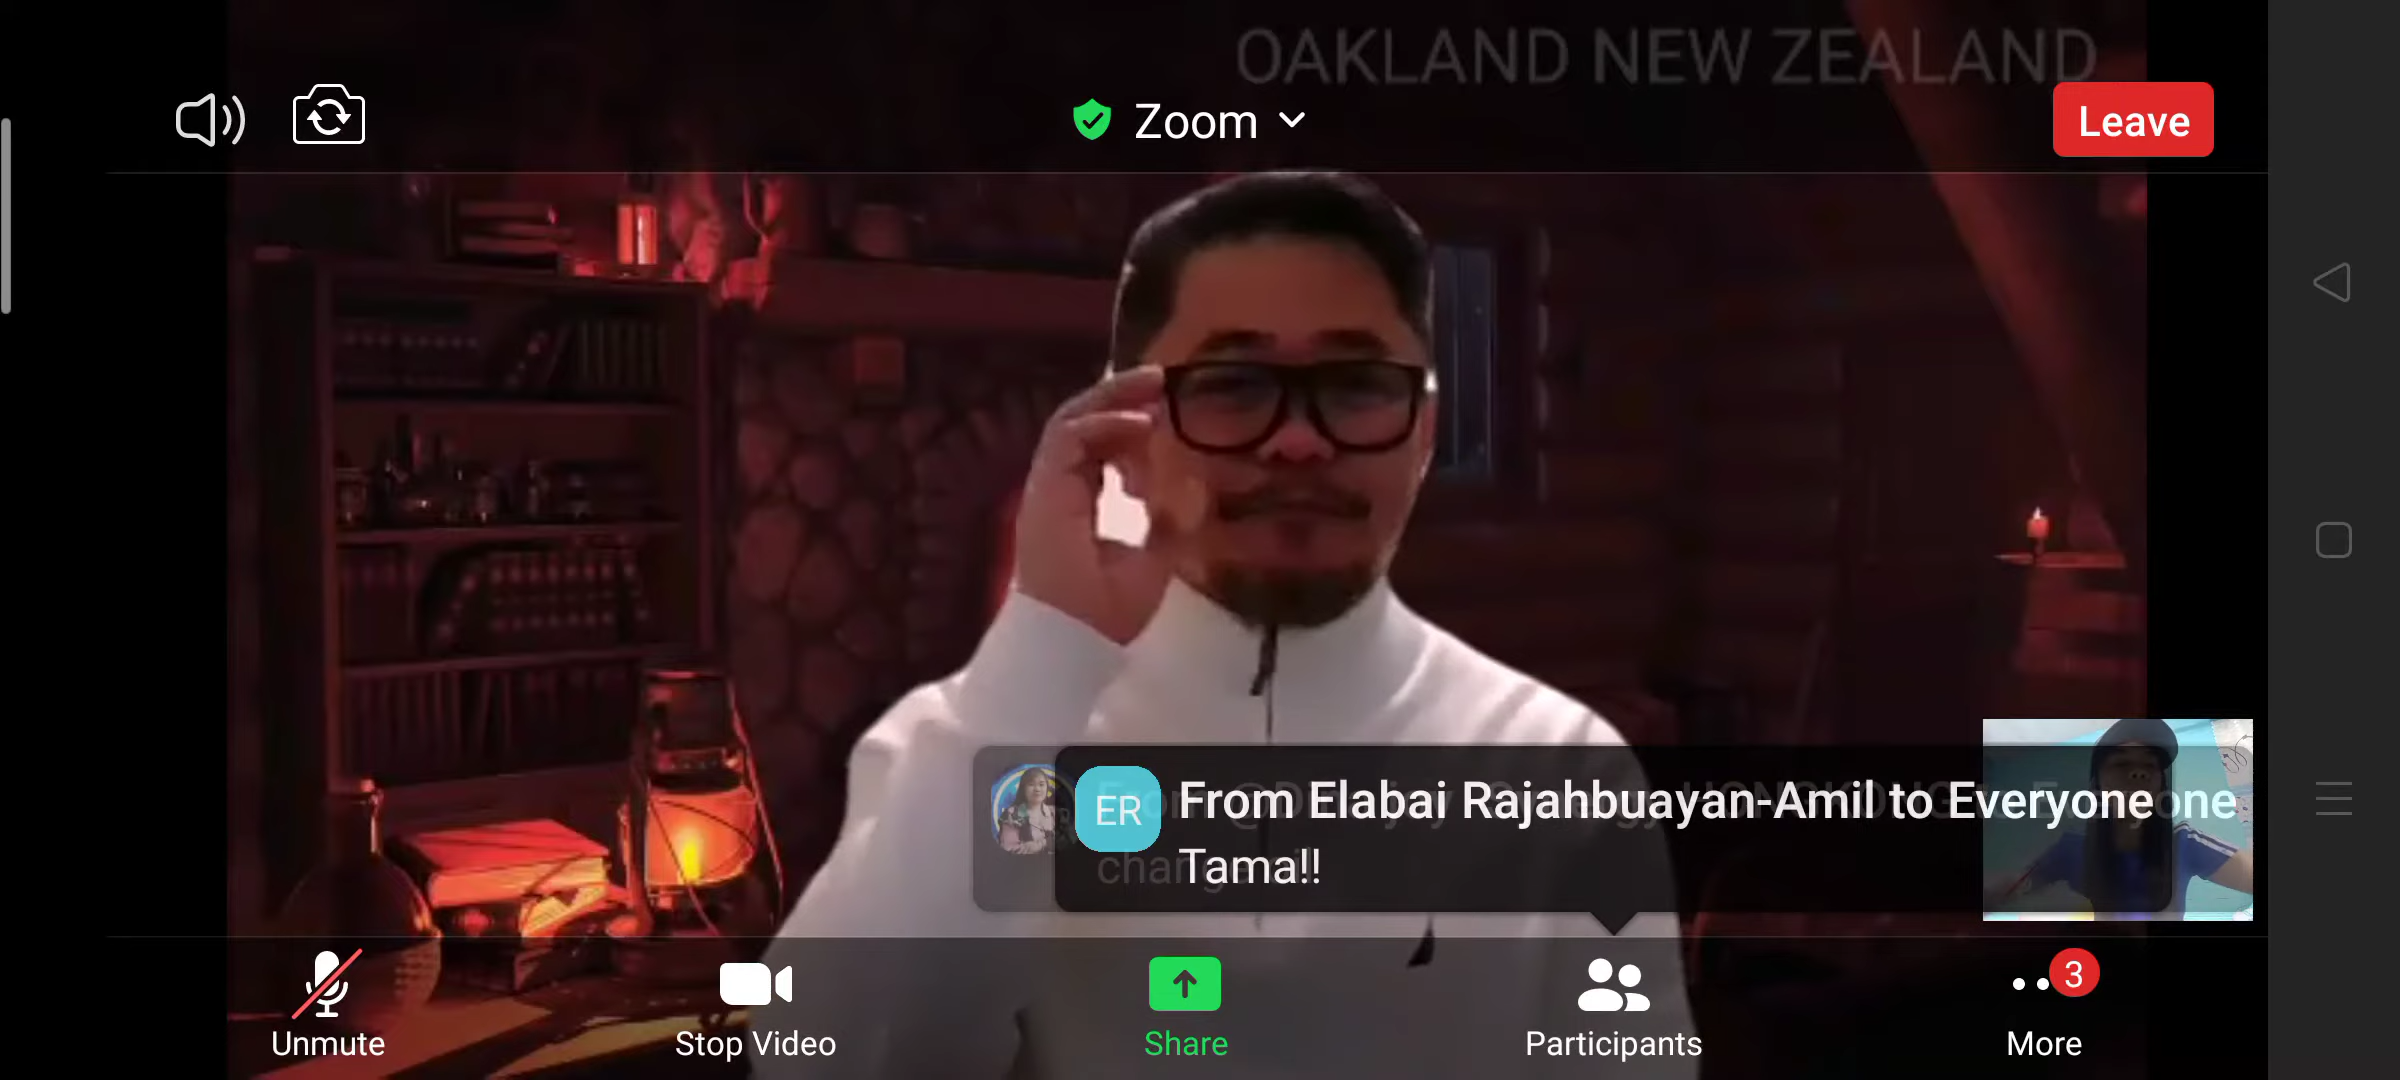 OAKLAND NEW ZEALAND
Zoom
Leave
ER
From Elabai Rajahbuayan-Amil to Everyone
Tama!!
Unmute
Stop Video
Share
Participants
3
More